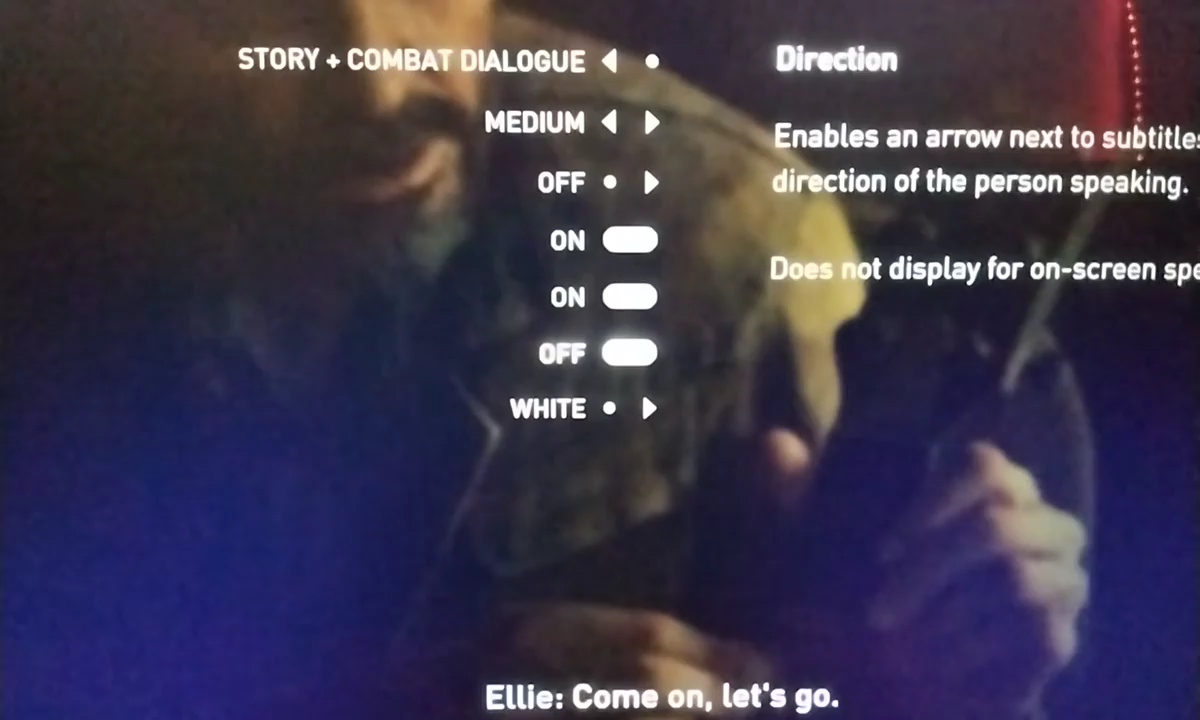 STORY + COMBAT DIALOGUE
MEDIUM
OFF
ON
ON
OFF
WHITE
Direction
Enables an arrow next to
direction of the person speaking.
Does not display for on-screen
Ellie: Come on, let's go.